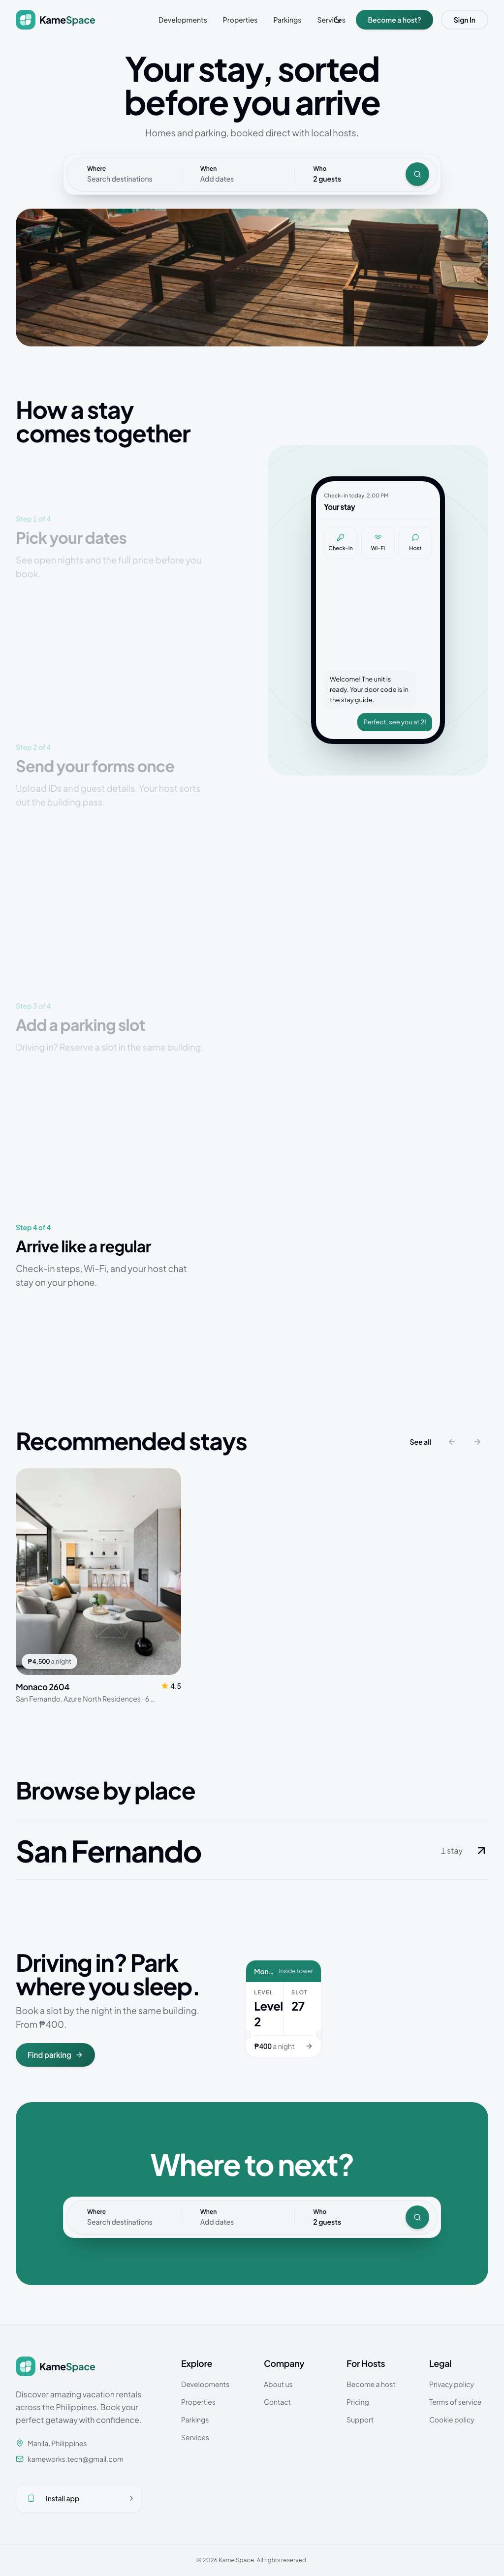 KameSpace
Developments Properties Parkings Services Become a host? Sign In
Your stay, sorted
before you arrive
Homes and parking, booked direct with local hosts.
Where When Who
Search destinations Add dates 2 guests
How a stay
comes together
Check-in today, 2:00 PM
Your stay
Check-in Wi-Fi Host
Welcome! The unit is
ready. Your door code is in
the stay guide.
Perfect, see you at 2!
Step 1 of 4
Pick your dates
See open nights and the full price before you
book.
Step 2 of 4
Send your forms once
Upload IDs and guest details. Your host sorts
out the building pass.
Step 3 of 4
Add a parking slot
Driving in? Reserve a slot in the same building.
Step 4 of 4
Arrive like a regular
Check-in steps, Wi-Fi, and your host chat
stay on your phone.
Recommended stays See all
₱4,500 a night
Monaco 2604 4.5
San Fernando, Azure North Residences · 6 ...
Browse by place
San Fernando 1 stay
Driving in? Park
where you sleep.
Book a slot by the night in the same building.
From ₱400.
Find parking
Mon... Inside tower
LEVEL SLOT
Level 27
2
₱400 a night
Where to next?
Where When Who
Search destinations Add dates 2 guests
KameSpace
Discover amazing vacation rentals
across the Philippines. Book your
perfect getaway with confidence.
Manila, Philippines
kameworks.tech@gmail.com
Install app
Explore
Developments
Properties
Parkings
Services
Company
About us
Contact
For Hosts
Become a host
Pricing
Support
Legal
Privacy policy
Terms of service
Cookie policy
© 2026 Kame Space. All rights reserved.